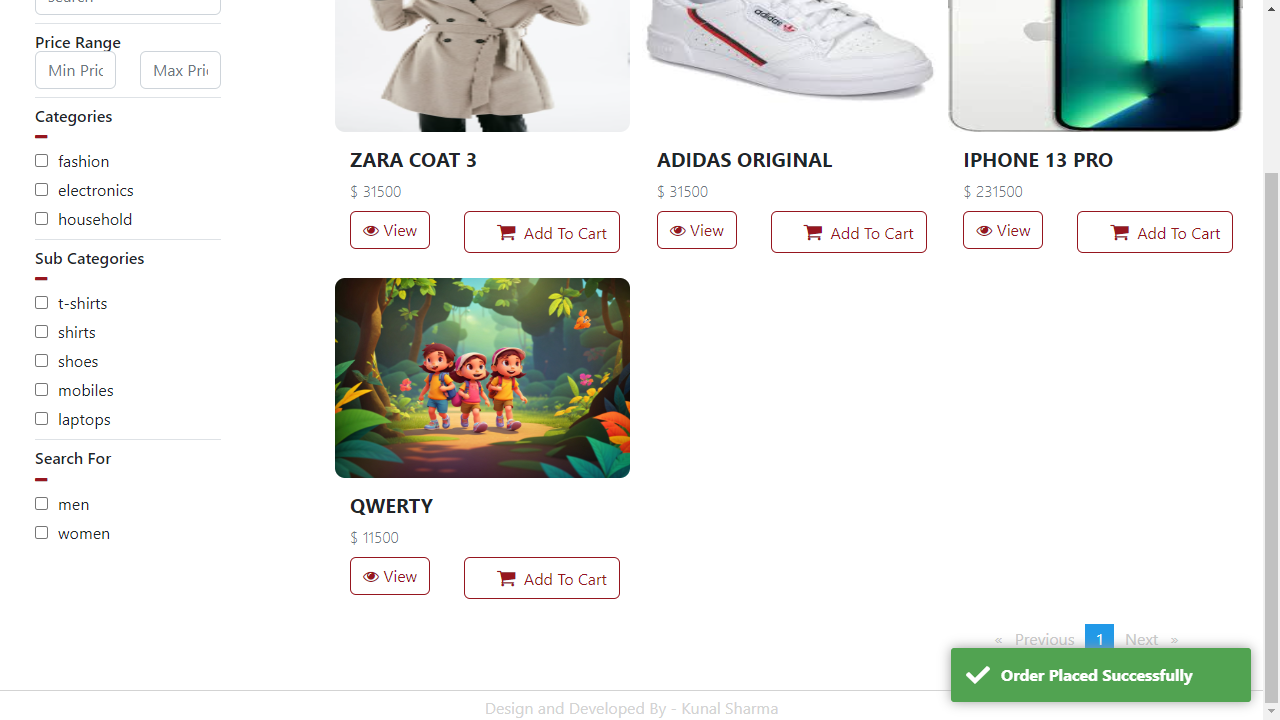 search
Price Range
Min Pric
Max Pri
Categories
fashion
electronics
household
Sub Categories
t-shirts
shirts
shoes
mobiles
laptops
Search For
men
women
adidas
ZARA COAT 3
$ 31500
View
Add To Cart
ADIDAS ORIGINAL
$ 31500
View
Add To Cart
IPHONE 13 PRO
$ 231500
View
Add To Cart
QWERTY
$ 11500
View
Add To Cart
« Previous 1 Next »
Order Placed Successfully
Design and Developed By - Kunal Sharma